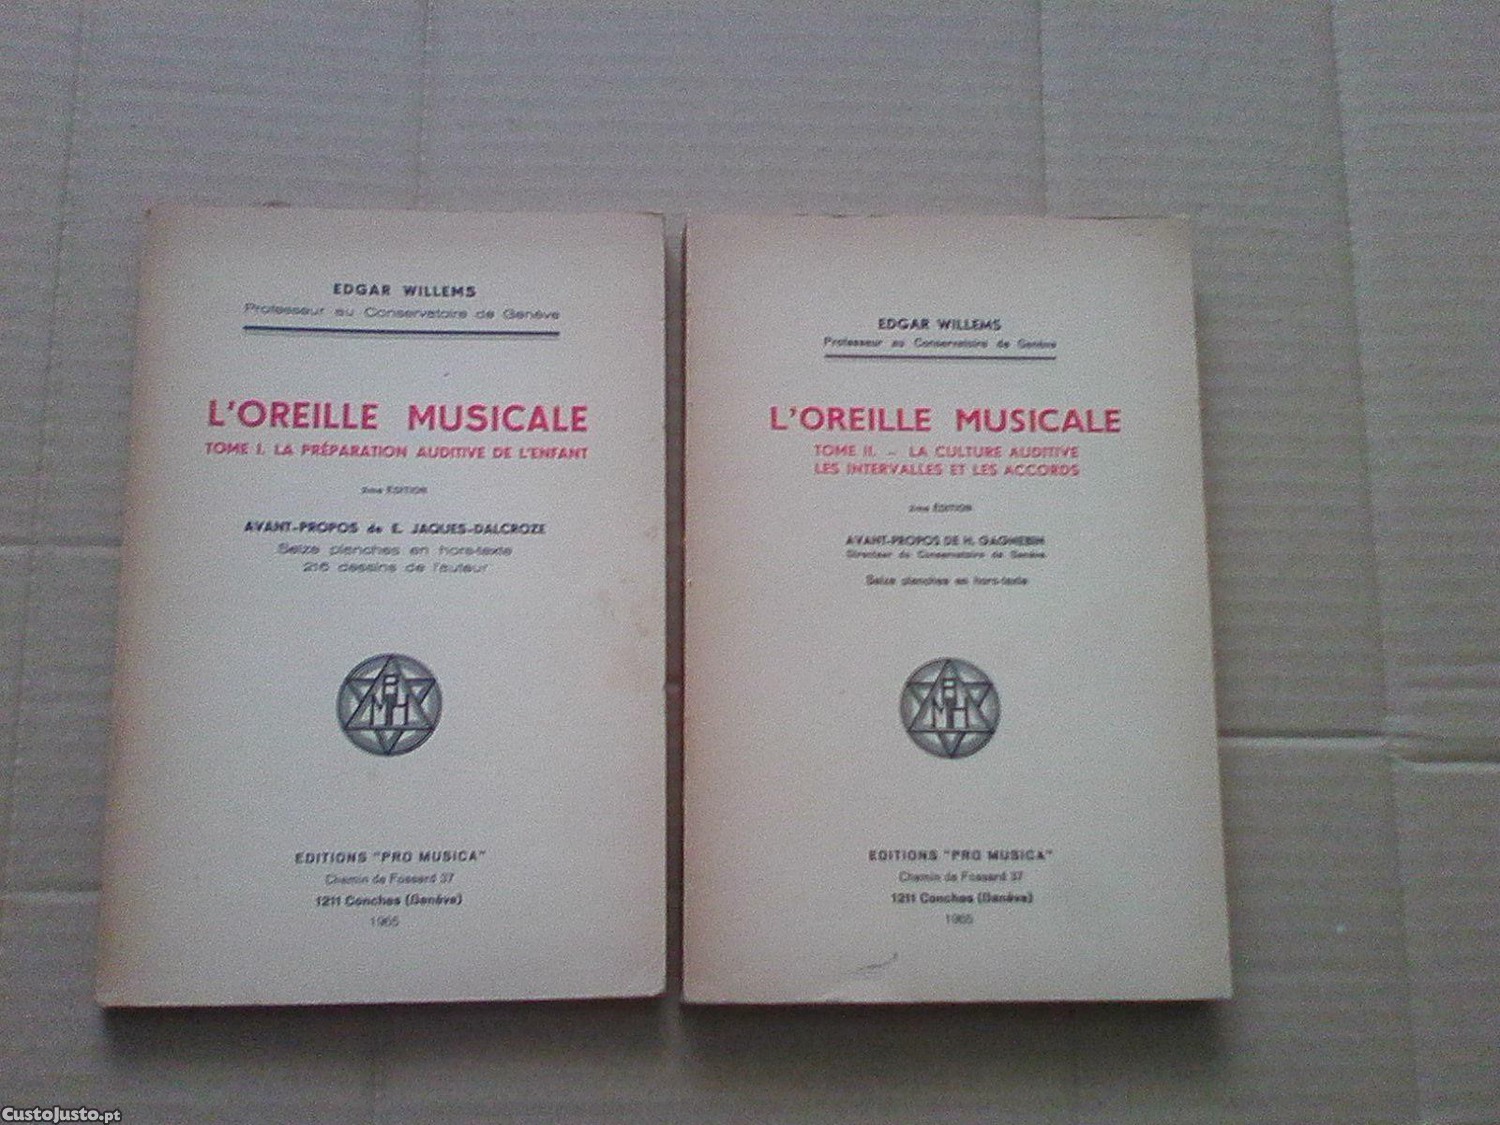 EDGAR WILLEMS
Professeur au Conservatoire de Genève
L'OREILLE MUSICALE
TOME I. LA PRÉPARATION AUDITIVE DE L'ENFANT
2me ÉDITION
AVANT-PROPOS de E. JAQUES-DALCROZE
Seize planches en hors-texte
216 dessins de l'auteur
MPH
EDITIONS "PRO MUSICA"
Chemin de Fossard 37
1211 Conches (Genève)
1965
EDGAR WILLEMS
Professeur au Conservatoire de Genève
L'OREILLE MUSICALE
TOME II. - LA CULTURE AUDITIVE
LES INTERVALLES ET LES ACCORDS
2me ÉDITION
AVANT-PROPOS DE H. GAGNEBIN
Directeur du Conservatoire de Genève
Seize planches en hors-texte
MPH
EDITIONS "PRO MUSICA"
Chemin de Fossard 37
1211 Conches (Genève)
1965
CustoJusto.pt